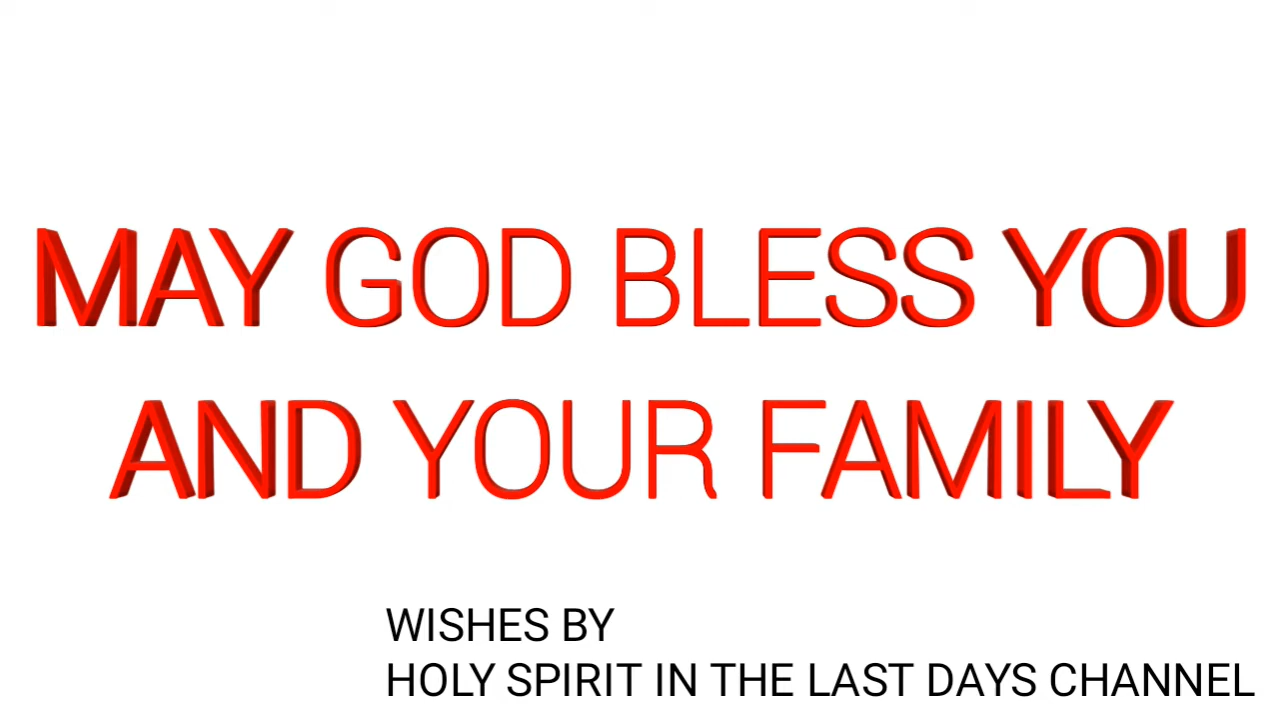 MAY GOD BLESS YOU
AND YOUR FAMILY
WISHES BY
HOLY SPIRIT IN THE LAST DAYS CHANNEL